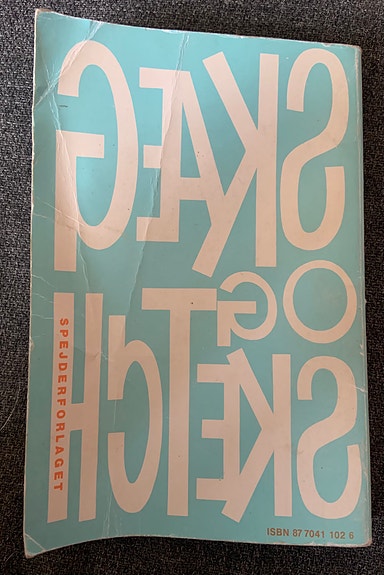 SKÆG
OG
SKETCH
SPEJDERFORLAGET
ISBN 87 7041 102 6